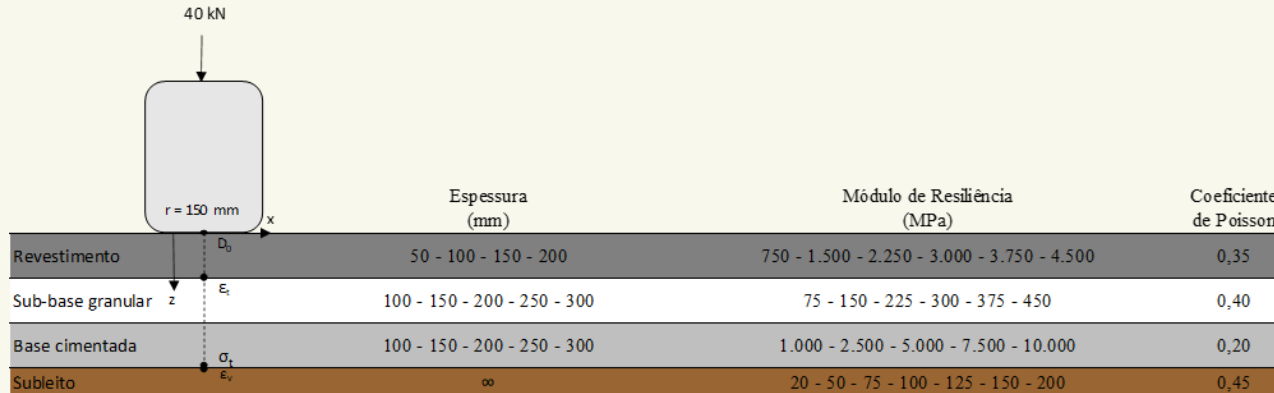 40 kN
r = 150 mm
x
Espessura
(mm)
Módulo de Resiliência
(MPa)
Coeficiente
de Poisson
D₀
Revestimento
50 - 100 - 150 - 200
750 - 1.500 - 2.250 - 3.000 - 3.750 - 4.500
0,35
εₜ
Sub-base granular
z
100 - 150 - 200 - 250 - 300
75 - 150 - 225 - 300 - 375 - 450
0,40
Base cimentada
100 - 150 - 200 - 250 - 300
1.000 - 2.500 - 5.000 - 7.500 - 10.000
0,20
σₜ
εᵥ
Subleito
∞
20 - 50 - 75 - 100 - 125 - 150 - 200
0,45